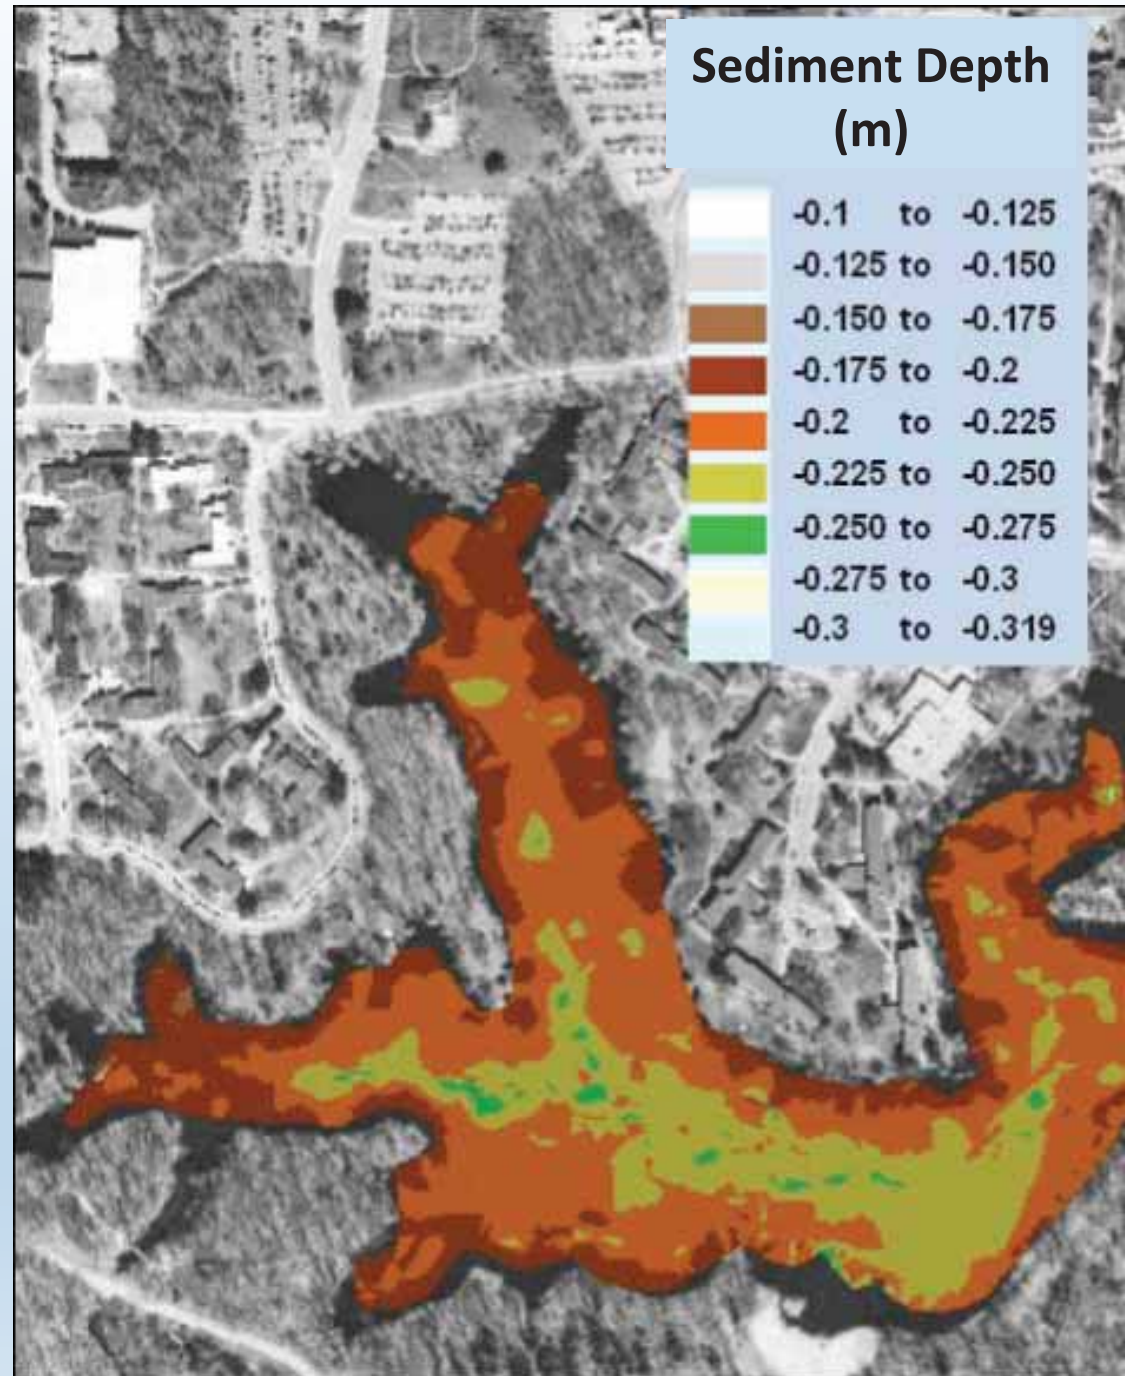 Sediment Depth
(m)
-0.1 to -0.125
-0.125 to -0.150
-0.150 to -0.175
-0.175 to -0.2
-0.2 to -0.225
-0.225 to -0.250
-0.250 to -0.275
-0.275 to -0.3
-0.3 to -0.319